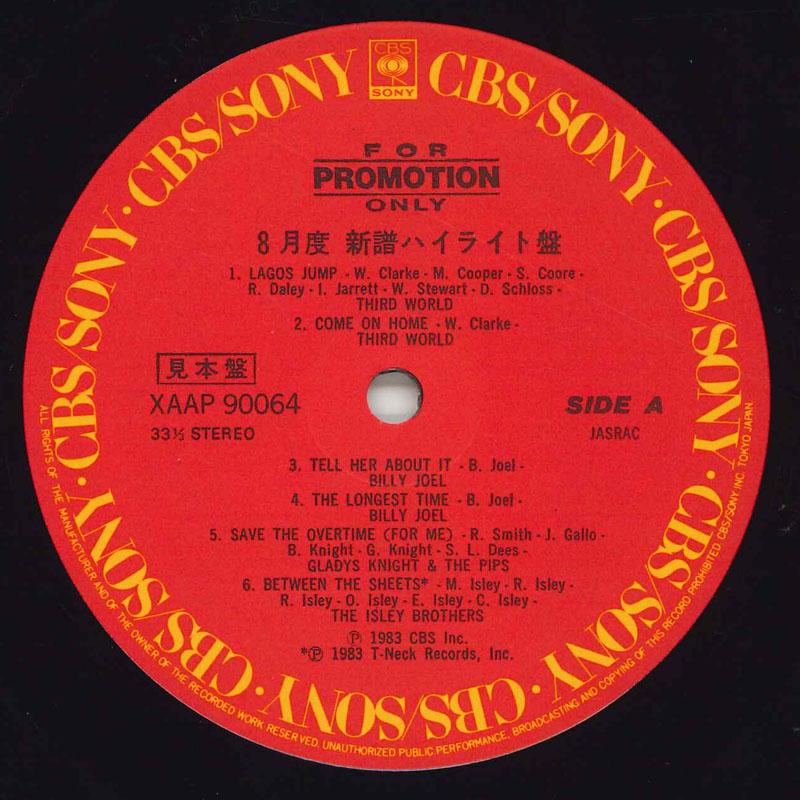 CBS/SONY · CBS/SONY · CBS/SONY · CBS/SONY · CBS/SONY · CBS/SONY · CBS/SONY · CBS/SONY
CBS
SONY
FOR
PROMOTION
ONLY
8月度 新譜ハイライト盤
1. LAGOS JUMP - W. Clarke - M. Cooper - S. Coore -
R. Daley - I. Jarrett - W. Stewart - D. Schloss -
THIRD WORLD
2. COME ON HOME - W. Clarke -
THIRD WORLD
見本盤
XAAP 90064
33⅓ STEREO
SIDE A
JASRAC
3. TELL HER ABOUT IT - B. Joel -
BILLY JOEL
4. THE LONGEST TIME - B. Joel -
BILLY JOEL
5. SAVE THE OVERTIME (FOR ME) - R. Smith - J. Gallo -
B. Knight - G. Knight - S. L. Dees -
GLADYS KNIGHT & THE PIPS
6. BETWEEN THE SHEETS* - M. Isley - R. Isley -
R. Isley - O. Isley - E. Isley - C. Isley -
THE ISLEY BROTHERS
℗ 1983 CBS Inc.
*℗ 1983 T-Neck Records, Inc.
ALL RIGHTS OF THE MANUFACTURER AND OF THE OWNER OF THE RECORDED WORK RESERVED. UNAUTHORIZED PUBLIC PERFORMANCE, BROADCASTING AND COPYING OF THIS RECORD PROHIBITED. CBS/SONY INC. TOKYO JAPAN